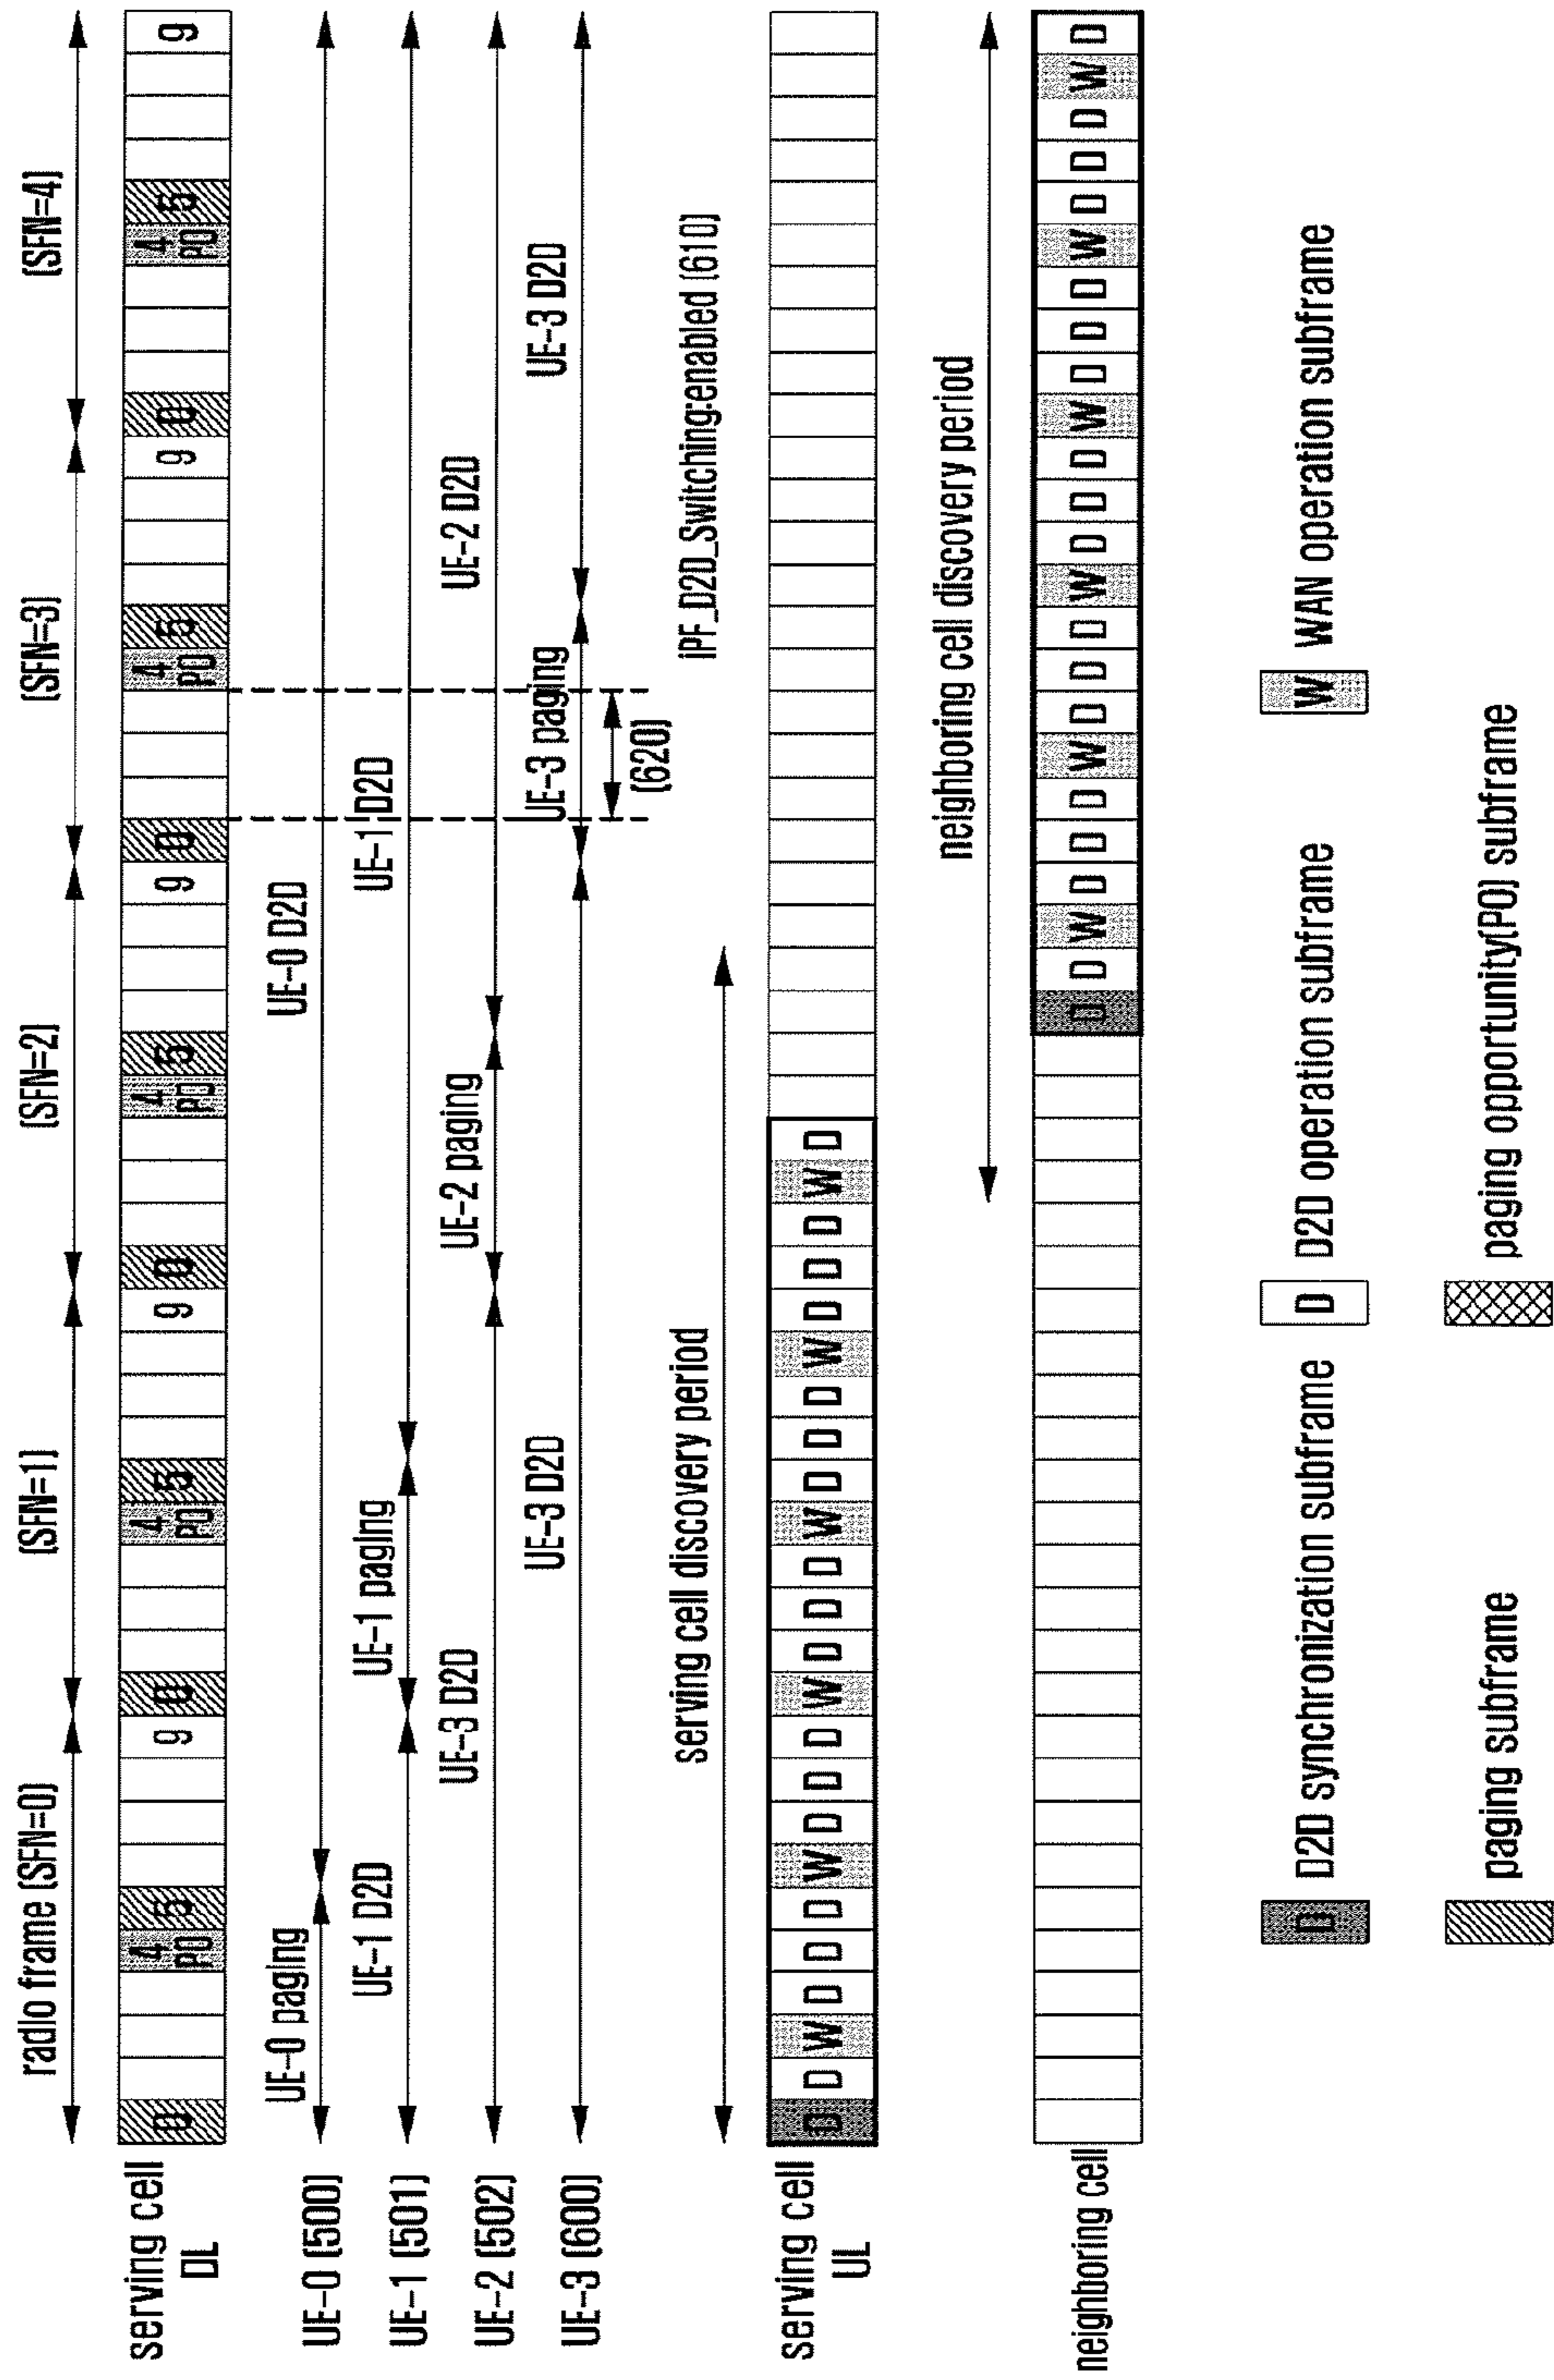 radio frame (SFN=0) (SFN=1) (SFN=2) (SFN=3) (SFN=4)
serving cell DL
0 4 PO 5 9 0 4 PO 5 9 0 4 PO 5 9 0 4 PO 5 9 0 4 PO 5 9
UE-0 paging UE-0 D2D
UE-0 (500)
UE-1 D2D UE-1 paging UE-1 D2D
UE-1 (501)
UE-3 D2D UE-2 paging UE-2 D2D
UE-2 (502)
UE-3 D2D UE-3 paging UE-3 D2D
UE-3 (600)
(620)
serving cell discovery period iPF_D2D_Switching:enabled (610)
serving cell UL
D D W D D D W D D D W D D D W D D D W D D D W D
neighboring cell discovery period
neighboring cell
D D W D D D W D D D W D D D W D D D W D D D W D
D D2D synchronization subframe D D2D operation subframe W WAN operation subframe
paging subframe paging opportunity(PO) subframe